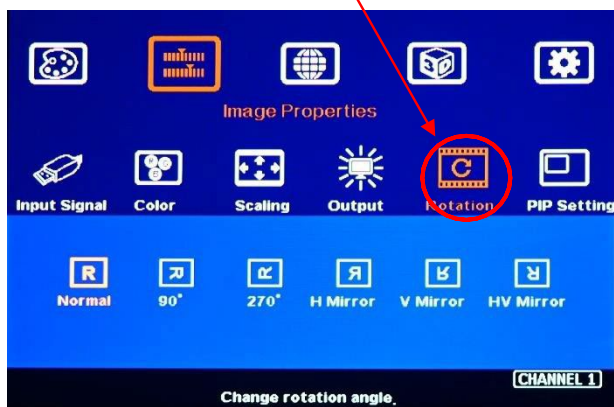 3D
Image Properties
R
G
B
C
Input Signal
Color
Scaling
Output
Rotation
PIP Setting
R
R
R
R
R
R
Normal
90°
270°
H Mirror
V Mirror
HV Mirror
CHANNEL 1
Change rotation angle.